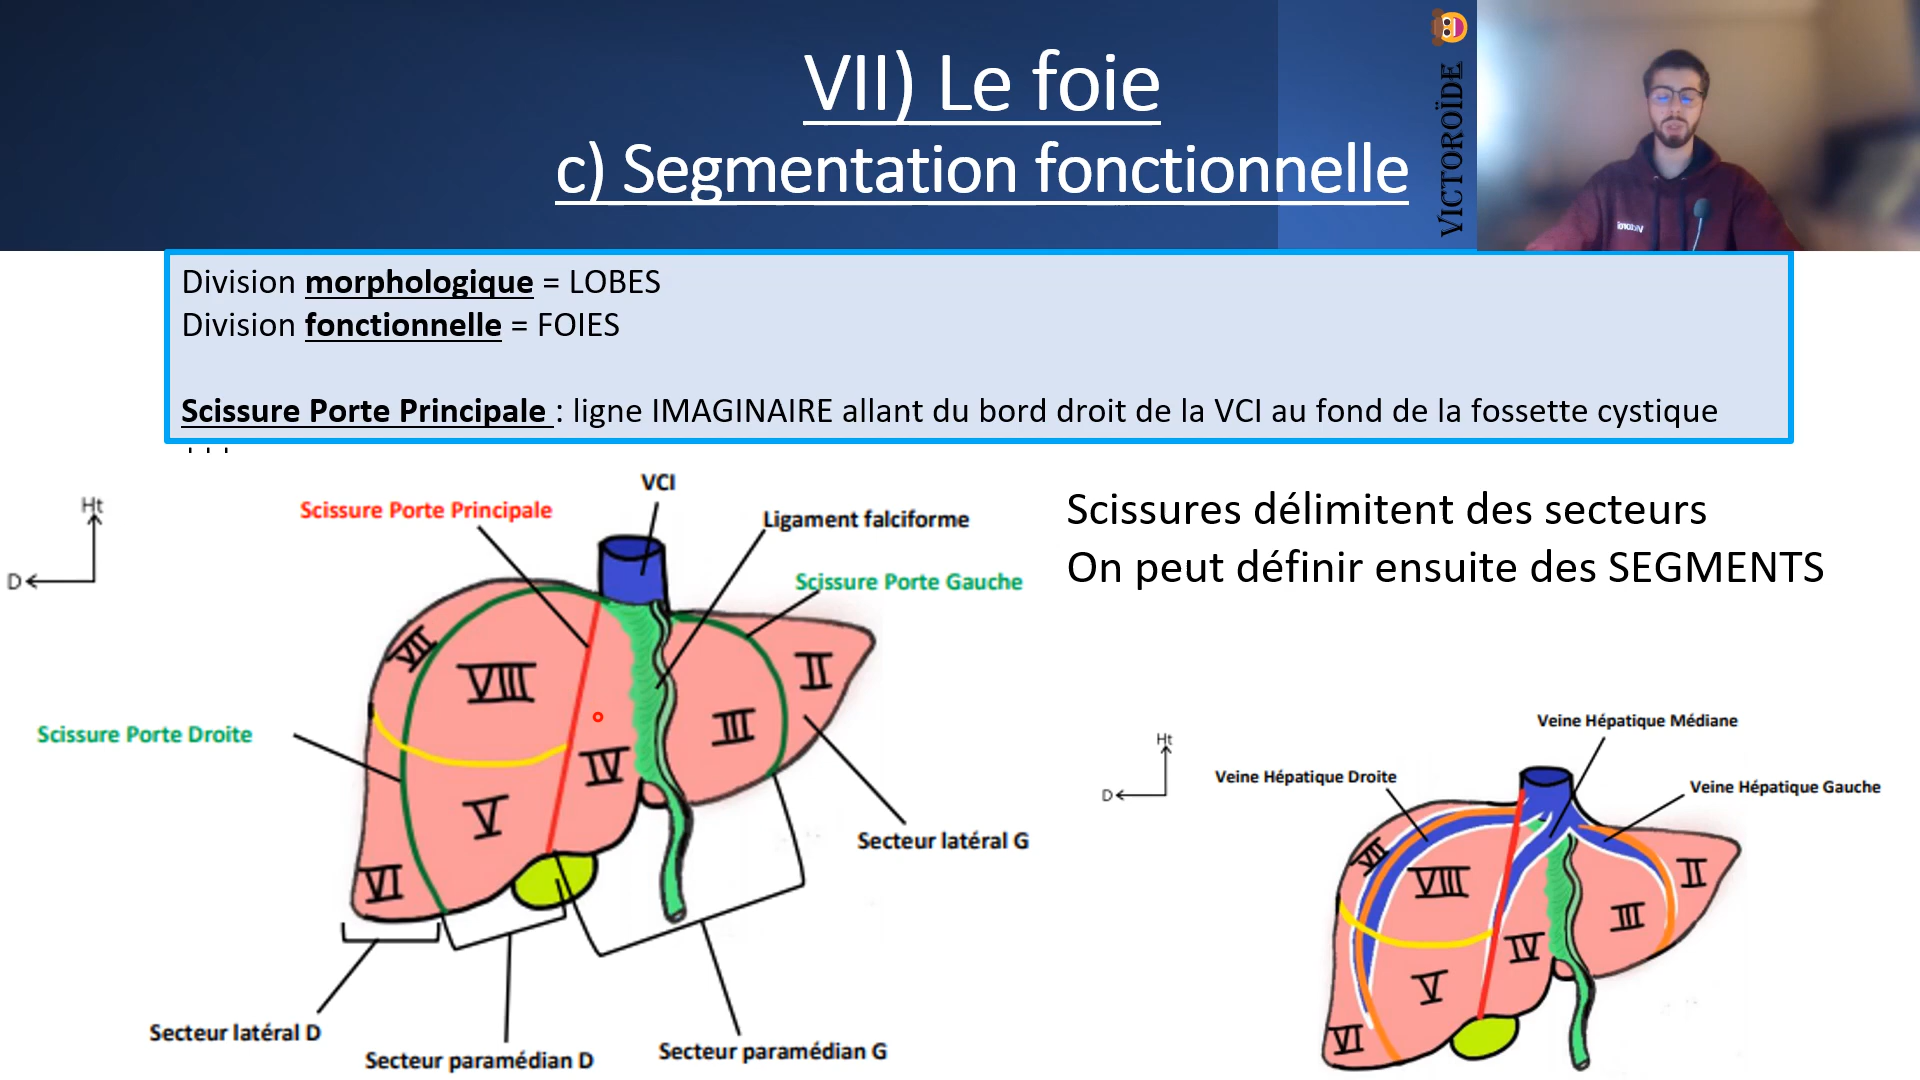 VII) Le foie
c) Segmentation fonctionnelle
VICTOROÏDE
Division morphologique = LOBES
Division fonctionnelle = FOIES
Scissure Porte Principale : ligne IMAGINAIRE allant du bord droit de la VCI au fond de la fossette cystique
Scissures délimitent des secteurs
On peut définir ensuite des SEGMENTS
Ht
D
VCI
Scissure Porte Principale
Ligament falciforme
Scissure Porte Gauche
Scissure Porte Droite
VII
VIII
II
III
IV
V
VI
Secteur latéral G
Secteur latéral D
Secteur paramédian D
Secteur paramédian G
Ht
D
Veine Hépatique Médiane
Veine Hépatique Droite
Veine Hépatique Gauche
VII
VIII
II
III
IV
V
VI